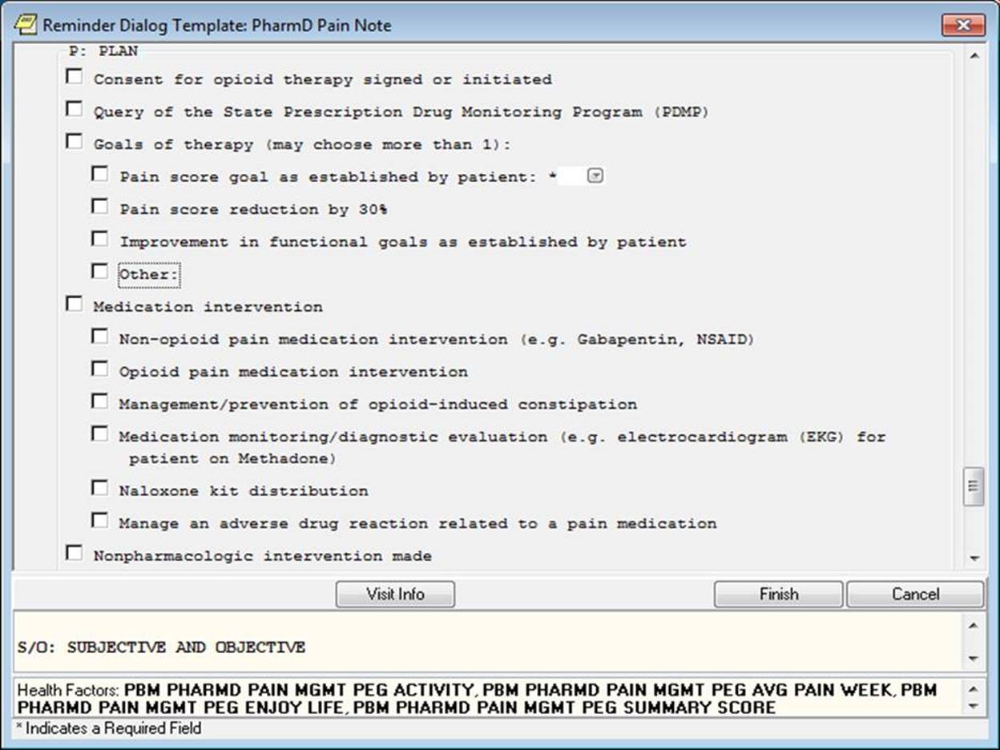 Reminder Dialog Template: PharmD Pain Note
P: PLAN
Consent for opioid therapy signed or initiated
Query of the State Prescription Drug Monitoring Program (PDMP)
Goals of therapy (may choose more than 1):
Pain score goal as established by patient: *
Pain score reduction by 30%
Improvement in functional goals as established by patient
Other:
Medication intervention
Non-opioid pain medication intervention (e.g. Gabapentin, NSAID)
Opioid pain medication intervention
Management/prevention of opioid-induced constipation
Medication monitoring/diagnostic evaluation (e.g. electrocardiogram (EKG) for
patient on Methadone)
Naloxone kit distribution
Manage an adverse drug reaction related to a pain medication
Nonpharmacologic intervention made
Visit Info Finish Cancel
S/O: SUBJECTIVE AND OBJECTIVE
Health Factors: PBM PHARMD PAIN MGMT PEG ACTIVITY, PBM PHARMD PAIN MGMT PEG AVG PAIN WEEK, PBM
PHARMD PAIN MGMT PEG ENJOY LIFE, PBM PHARMD PAIN MGMT PEG SUMMARY SCORE
* Indicates a Required Field